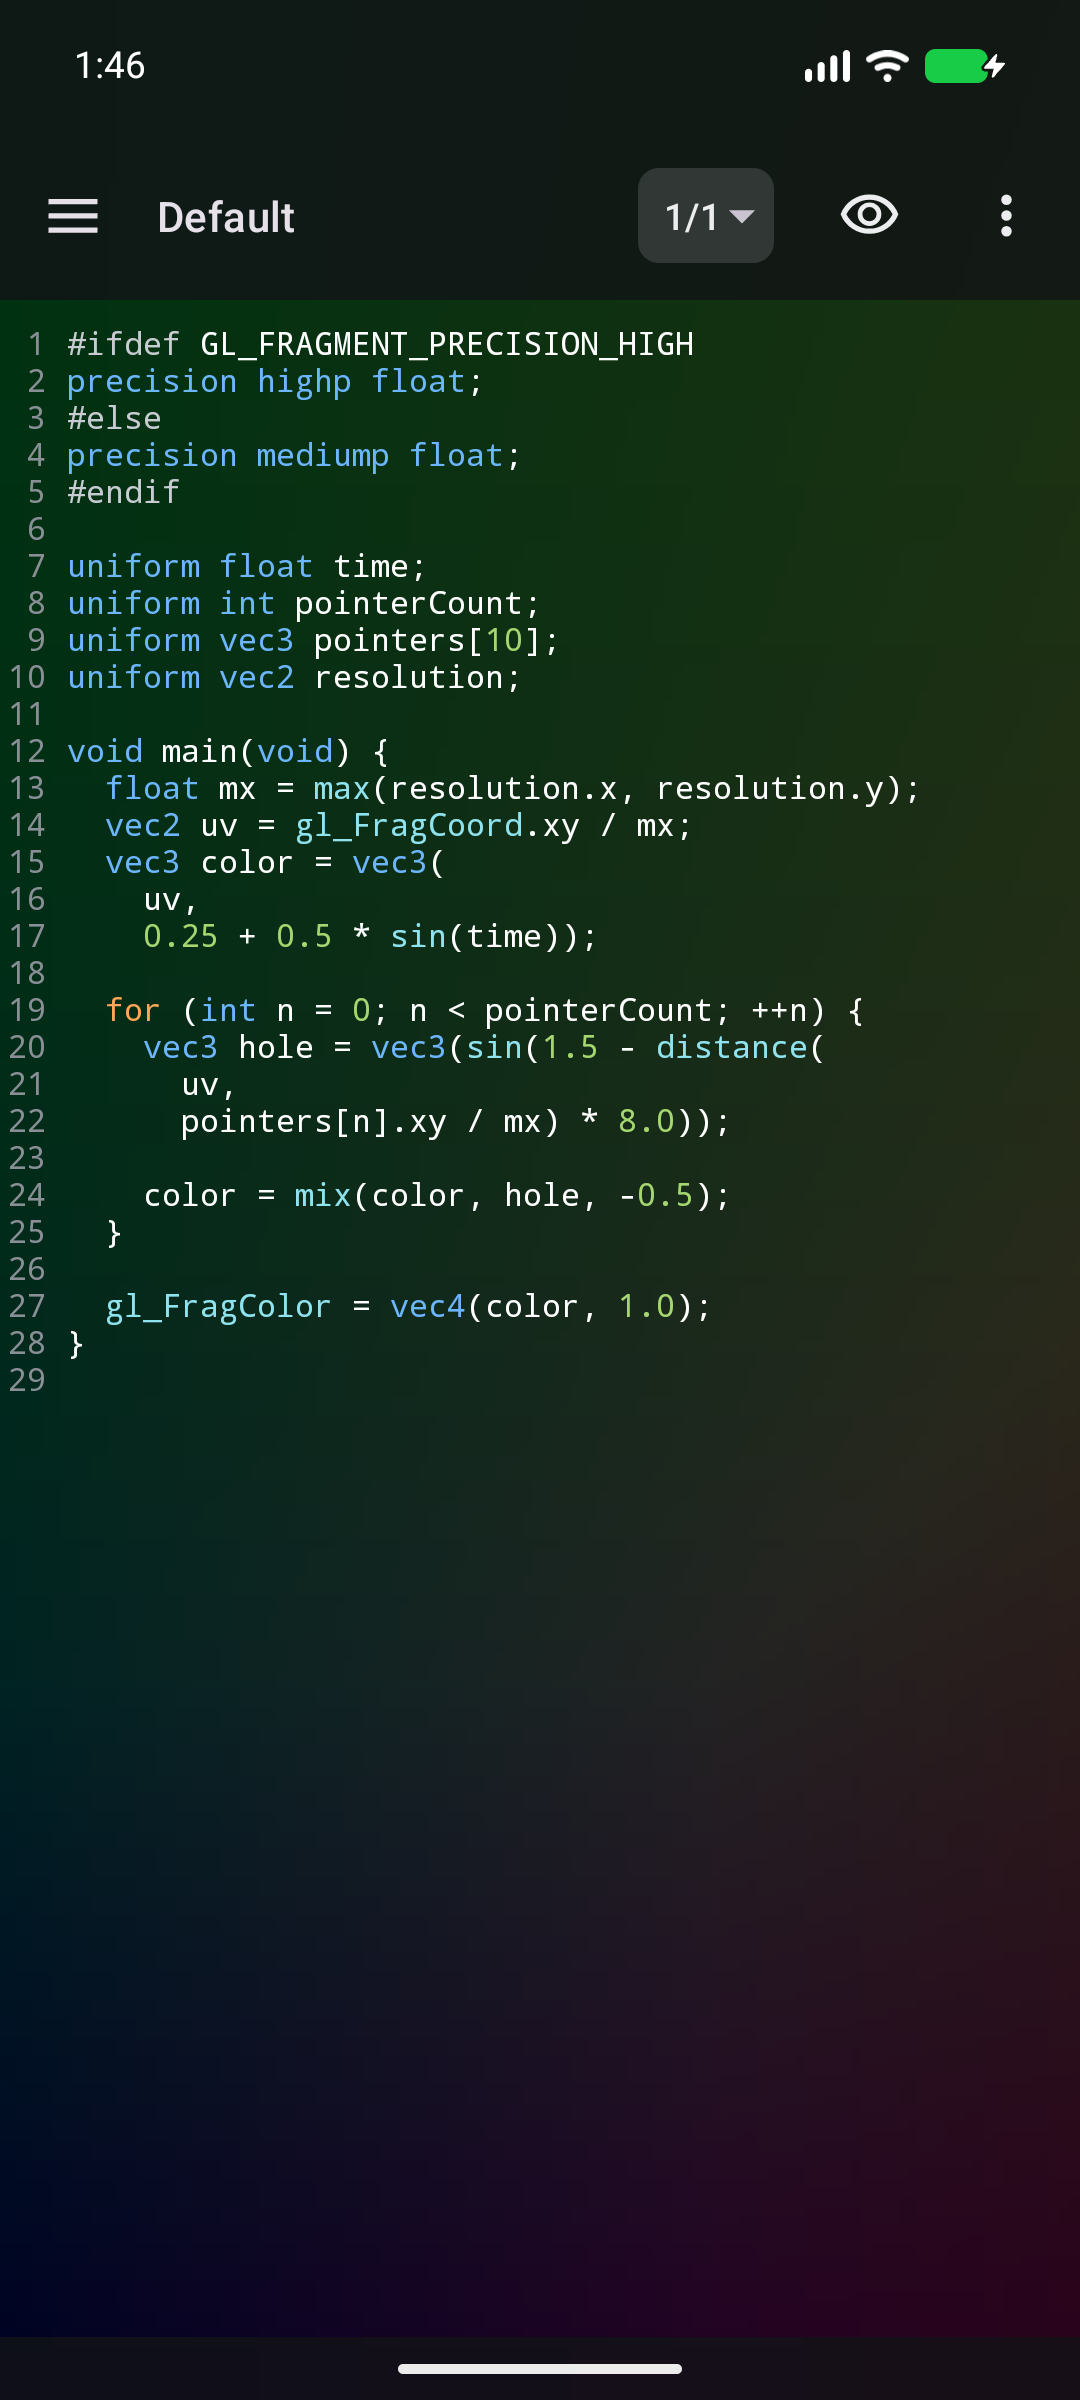 1:46
Default
1/1
1 #ifdef GL_FRAGMENT_PRECISION_HIGH
2 precision highp float;
3 #else
4 precision mediump float;
5 #endif
6
7 uniform float time;
8 uniform int pointerCount;
9 uniform vec3 pointers[10];
10 uniform vec2 resolution;
11
12 void main(void) {
13   float mx = max(resolution.x, resolution.y);
14   vec2 uv = gl_FragCoord.xy / mx;
15   vec3 color = vec3(
16     uv,
17     0.25 + 0.5 * sin(time));
18
19   for (int n = 0; n < pointerCount; ++n) {
20     vec3 hole = vec3(sin(1.5 - distance(
21       uv,
22       pointers[n].xy / mx) * 8.0));
23
24     color = mix(color, hole, -0.5);
25   }
26
27   gl_FragColor = vec4(color, 1.0);
28 }
29